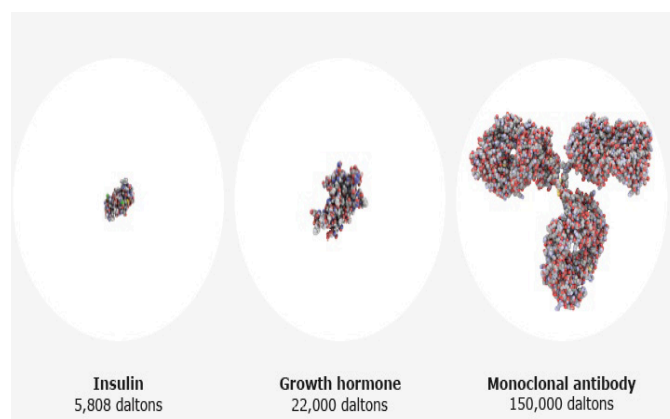 Insulin
5,808 daltons
Growth hormone
22,000 daltons
Monoclonal antibody
150,000 daltons